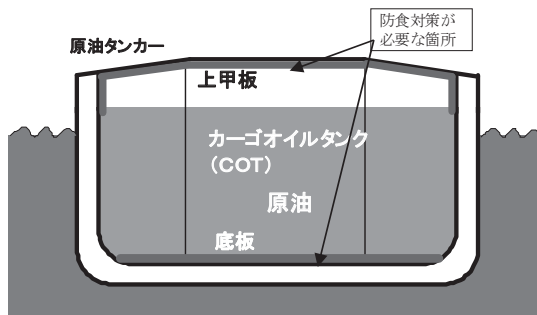 防食対策が
必要な箇所
原油タンカー
上甲板
カーゴオイルタンク
（COT）
原油
底板